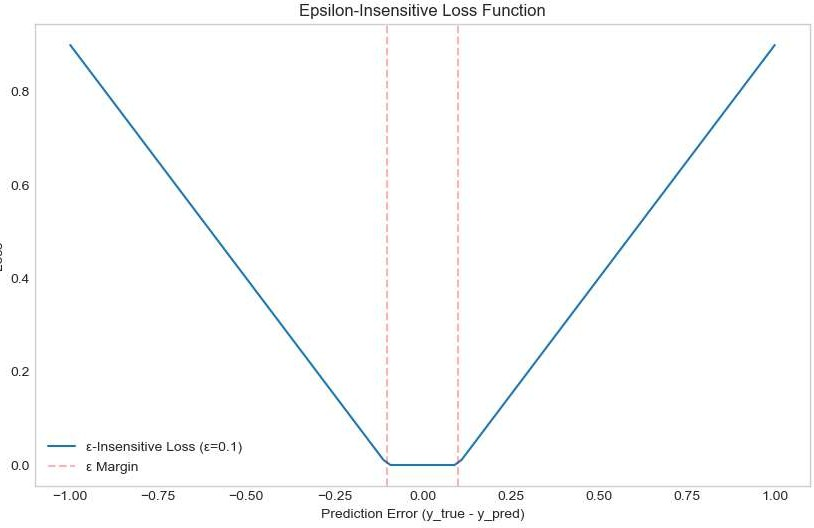 Epsilon-Insensitive Loss Function
0.8
0.6
0.4
0.2
0.0
ε-Insensitive Loss (ε=0.1)
ε Margin
−1.00 −0.75 −0.50 −0.25 0.00 0.25 0.50 0.75 1.00
Prediction Error (y_true - y_pred)